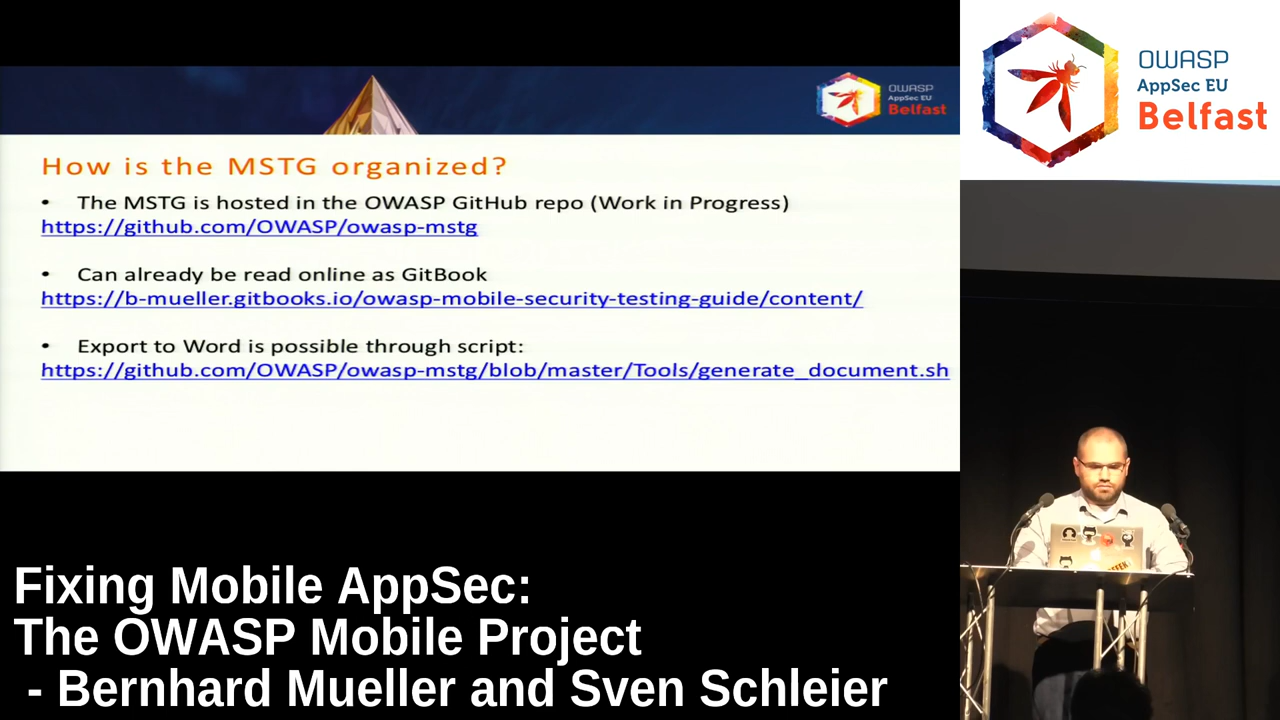 OWASP
AppSec EU
Belfast
How is the MSTG organized?
• The MSTG is hosted in the OWASP GitHub repo (Work in Progress)
https://github.com/OWASP/owasp-mstg
• Can already be read online as GitBook
https://b-mueller.gitbooks.io/owasp-mobile-security-testing-guide/content/
• Export to Word is possible through script:
https://github.com/OWASP/owasp-mstg/blob/master/Tools/generate_document.sh
OWASP
AppSec EU
Belfast
Fixing Mobile AppSec:
The OWASP Mobile Project
- Bernhard Mueller and Sven Schleier